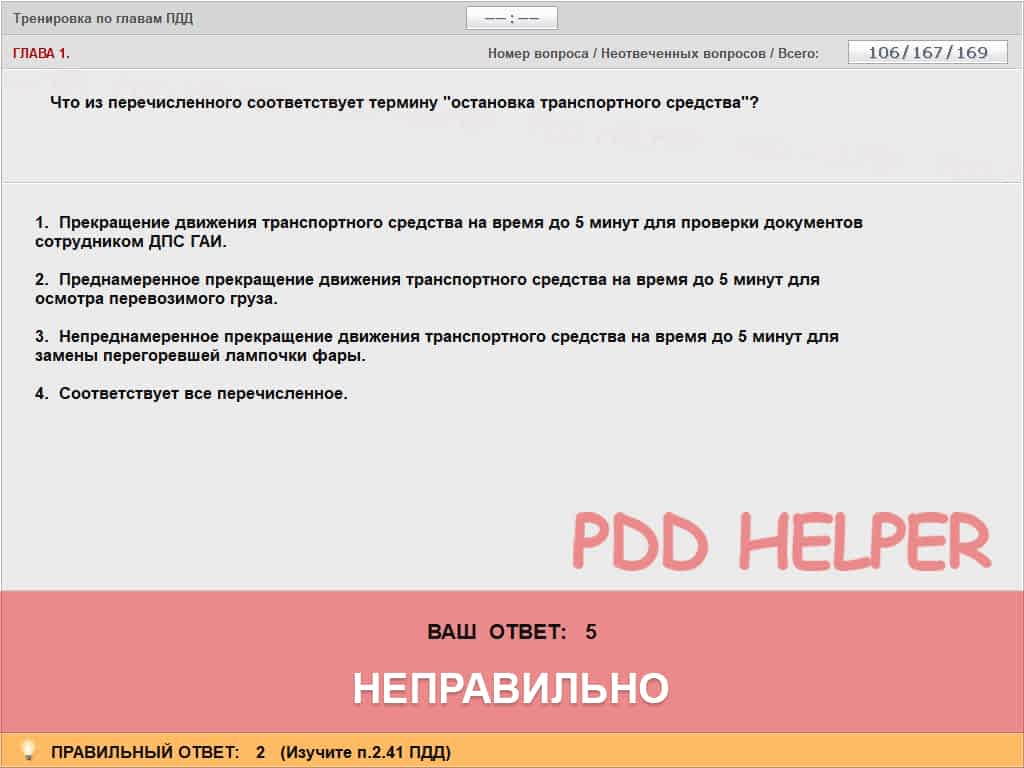 Тренировка по главам ПДД
–– : ––
ГЛАВА 1.
Номер вопроса / Неотвеченных вопросов / Всего:
106/167/169
Что из перечисленного соответствует термину "остановка транспортного средства"?
1. Прекращение движения транспортного средства на время до 5 минут для проверки документов
сотрудником ДПС ГАИ.
2. Преднамеренное прекращение движения транспортного средства на время до 5 минут для
осмотра перевозимого груза.
3. Непреднамеренное прекращение движения транспортного средства на время до 5 минут для
замены перегоревшей лампочки фары.
4. Соответствует все перечисленное.
PDD HELPER
ВАШ ОТВЕТ: 5
НЕПРАВИЛЬНО
ПРАВИЛЬНЫЙ ОТВЕТ: 2 (Изучите п.2.41 ПДД)